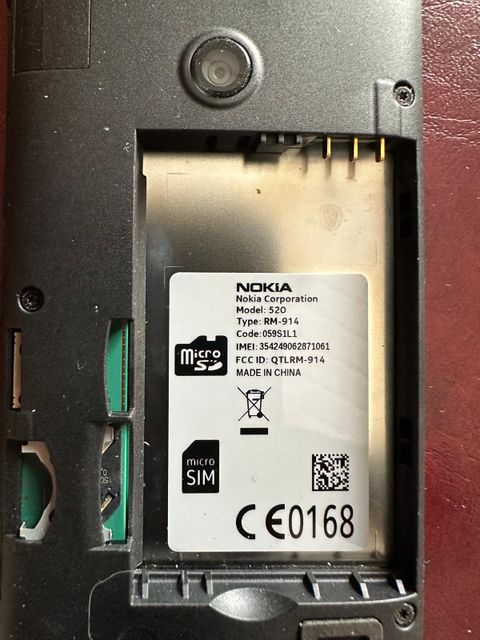 NOKIA
Nokia Corporation
Model: 520
Type: RM-914
Code: 059S1L1
IMEI: 354249062871061
FCC ID: QTLRM-914
MADE IN CHINA
micro
SD
micro
SIM
CE0168